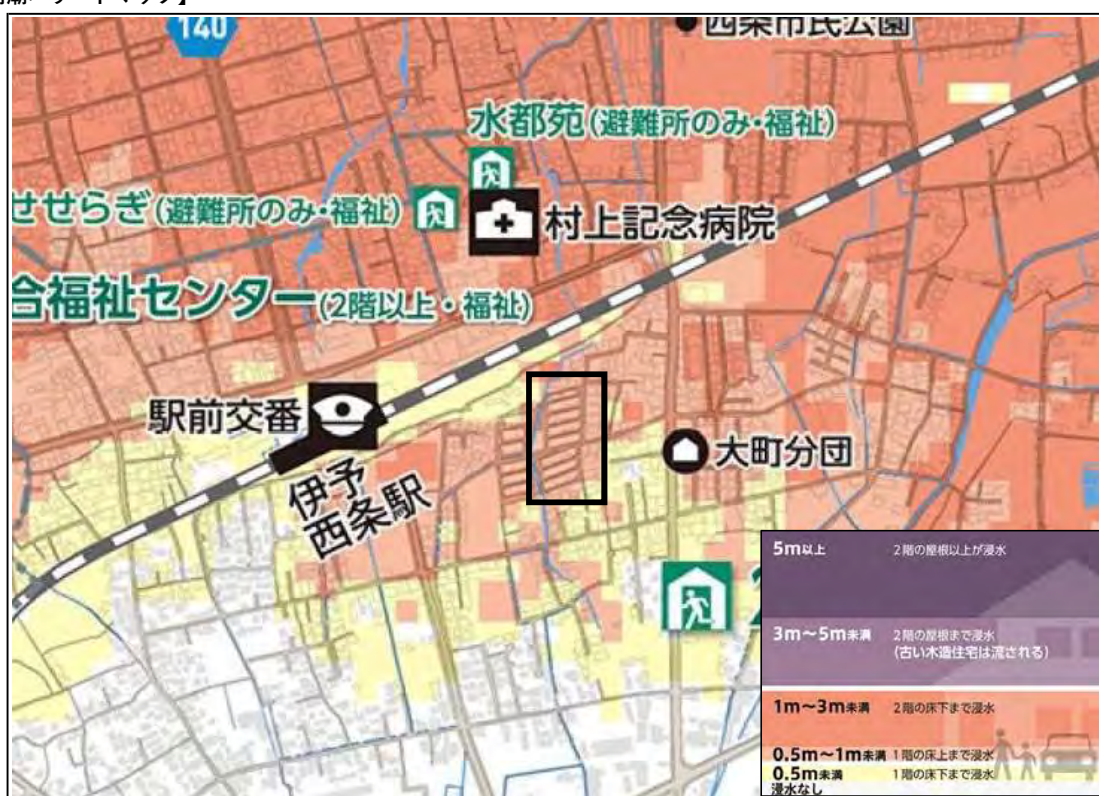 140
西条市民公園
水都苑(避難所のみ・福祉)
せせらぎ(避難所のみ・福祉)
村上記念病院
合福祉センター(2階以上・福祉)
駅前交番
伊予
西条駅
大町分団
5m以上 2階の屋根以上が浸水
3m～5m未満 2階の屋根まで浸水
(古い木造住宅は流される)
1m～3m未満 2階の床下まで浸水
0.5m～1m未満 1階の床上まで浸水
0.5m未満 1階の床下まで浸水
浸水なし